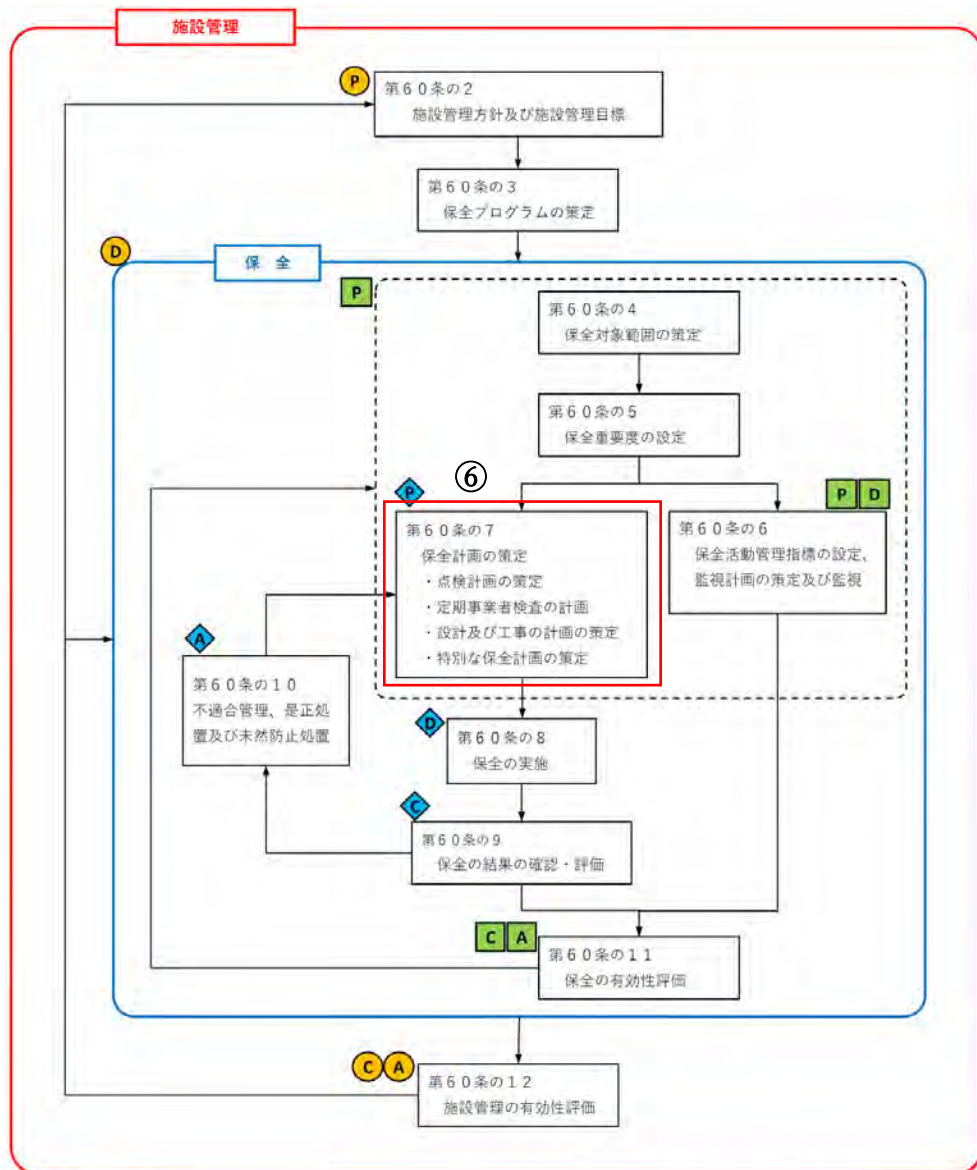 施設管理
P
第６０条の２
施設管理方針及び施設管理目標
第６０条の３
保全プログラムの策定
D
保 全
P
第６０条の４
保全対象範囲の策定
第６０条の５
保全重要度の設定
⑥
P
P D
第６０条の７
保全計画の策定
・点検計画の策定
・定期事業者検査の計画
・設計及び工事の計画の策定
・特別な保全計画の策定
第６０条の６
保全活動管理指標の設定、
監視計画の策定及び監視
A
第６０条の１０
不適合管理、是正処
置及び未然防止処置
D
第６０条の８
保全の実施
C
第６０条の９
保全の結果の確認・評価
C A
第６０条の１１
保全の有効性評価
C A
第６０条の１２
施設管理の有効性評価